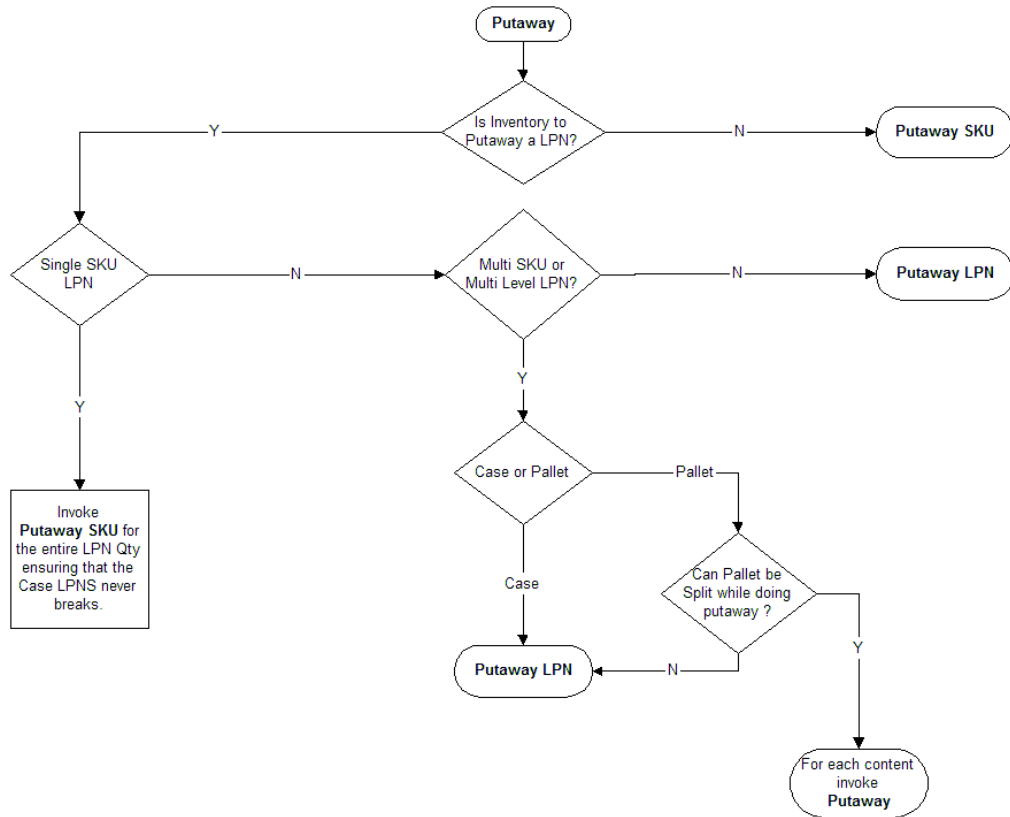 Putaway
Is Inventory to
Putaway a LPN?
Y
N
Putaway SKU
Single SKU
LPN
N
Multi SKU or
Multi Level LPN?
N
Putaway LPN
Y
Y
Invoke
Putaway SKU for
the entire LPN Qty
ensuring that the
Case LPNS never
breaks.
Case or Pallet
Pallet
Case
Can Pallet be
Split while doing
putaway ?
N
Y
Putaway LPN
For each content
invoke
Putaway